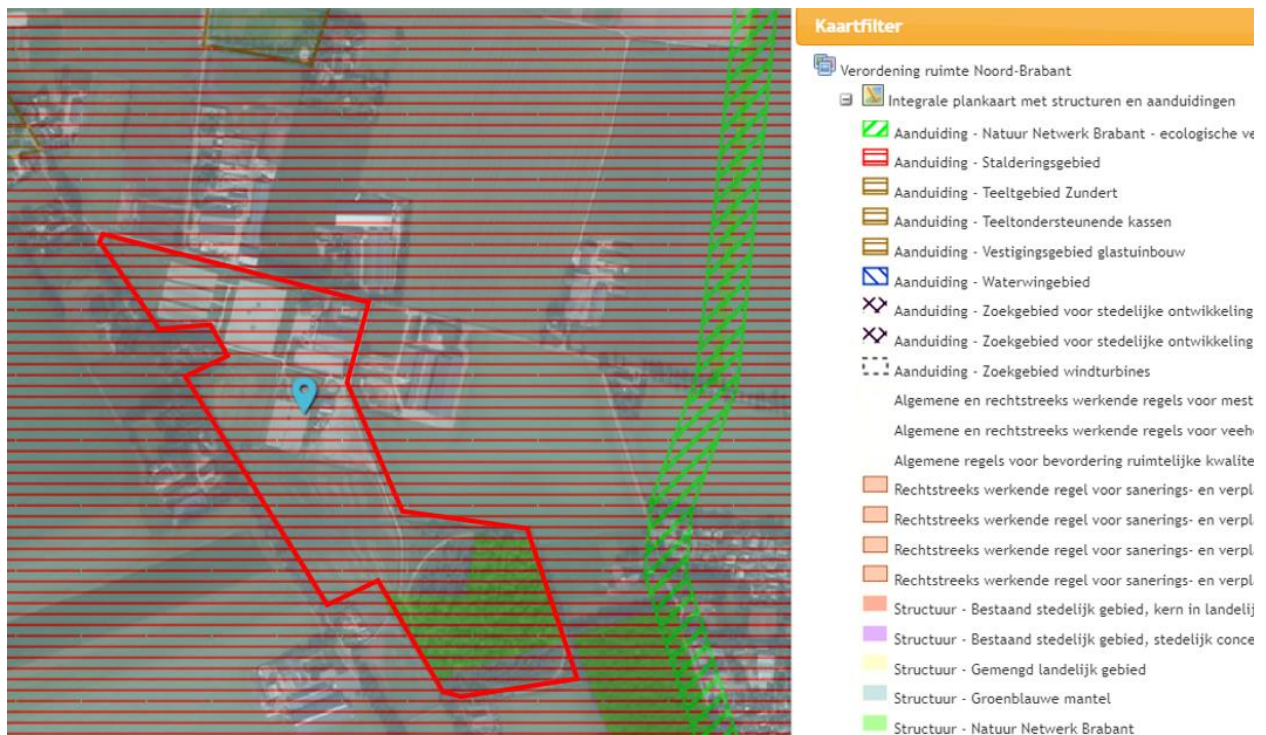 Kaartfilter
Verordening ruimte Noord-Brabant
Integrale plankaart met structuren en aanduidingen
Aanduiding - Natuur Netwerk Brabant - ecologische ve
Aanduiding - Stalderingsgebied
Aanduiding - Teeltgebied Zundert
Aanduiding - Teeltondersteunende kassen
Aanduiding - Vestigingsgebied glastuinbouw
Aanduiding - Waterwingebied
Aanduiding - Zoekgebied voor stedelijke ontwikkeling
Aanduiding - Zoekgebied voor stedelijke ontwikkeling
Aanduiding - Zoekgebied windturbines
Algemene en rechtstreeks werkende regels voor mest
Algemene en rechtstreeks werkende regels voor veeh
Algemene regels voor bevordering ruimtelijke kwalite
Rechtstreeks werkende regel voor sanerings- en verpl
Rechtstreeks werkende regel voor sanerings- en verpl
Rechtstreeks werkende regel voor sanerings- en verpl
Rechtstreeks werkende regel voor sanerings- en verpl
Structuur - Bestaand stedelijk gebied, kern in landelij
Structuur - Bestaand stedelijk gebied, stedelijk conce
Structuur - Gemengd landelijk gebied
Structuur - Groenblauwe mantel
Structuur - Natuur Netwerk Brabant